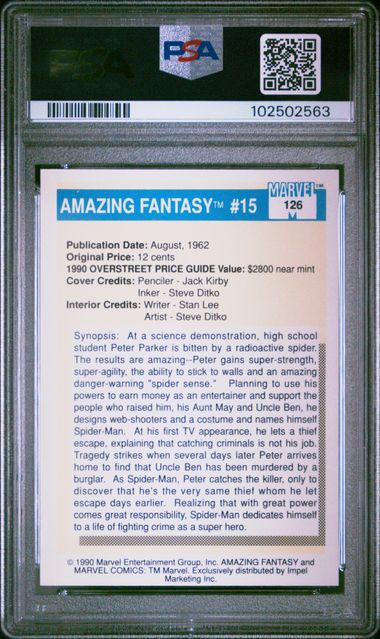 PSA
102502563
AMAZING FANTASY™ #15
MARVEL™
126
M
Publication Date: August, 1962
Original Price: 12 cents
1990 OVERSTREET PRICE GUIDE Value: $2800 near mint
Cover Credits: Penciler - Jack Kirby
Inker - Steve Ditko
Interior Credits: Writer - Stan Lee
Artist - Steve Ditko
Synopsis: At a science demonstration, high school
student Peter Parker is bitten by a radioactive spider.
The results are amazing--Peter gains super-strength,
super-agility, the ability to stick to walls and an amazing
danger-warning "spider sense." Planning to use his
powers to earn money as an entertainer and support the
people who raised him, his Aunt May and Uncle Ben, he
designs web-shooters and a costume and names himself
Spider-Man. At his first TV appearance, he lets a thief
escape, explaining that catching criminals is not his job.
Tragedy strikes when several days later Peter arrives
home to find that Uncle Ben has been murdered by a
burglar. As Spider-Man, Peter catches the killer, only to
discover that he's the very same thief whom he let
escape days earlier. Realizing that with great power
comes great responsibility, Spider-Man dedicates himself
to a life of fighting crime as a super hero.
© 1990 Marvel Entertainment Group, Inc. AMAZING FANTASY and
MARVEL COMICS: TM Marvel. Exclusively distributed by Impel
Marketing Inc.